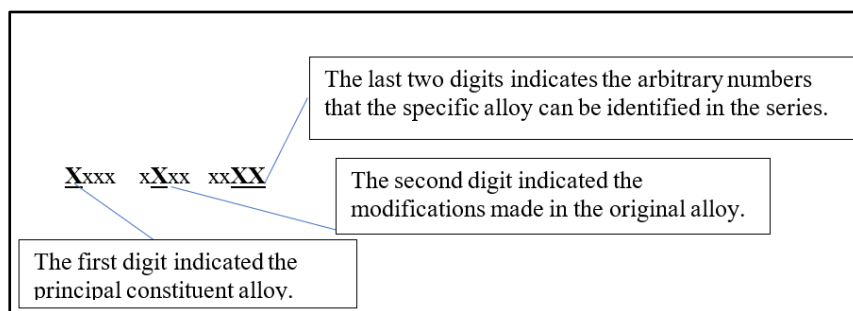 The last two digits indicates the arbitrary numbers
that the specific alloy can be identified in the series.
Xxxx xXxx xxXX
The second digit indicated the
modifications made in the original alloy.
The first digit indicated the
principal constituent alloy.